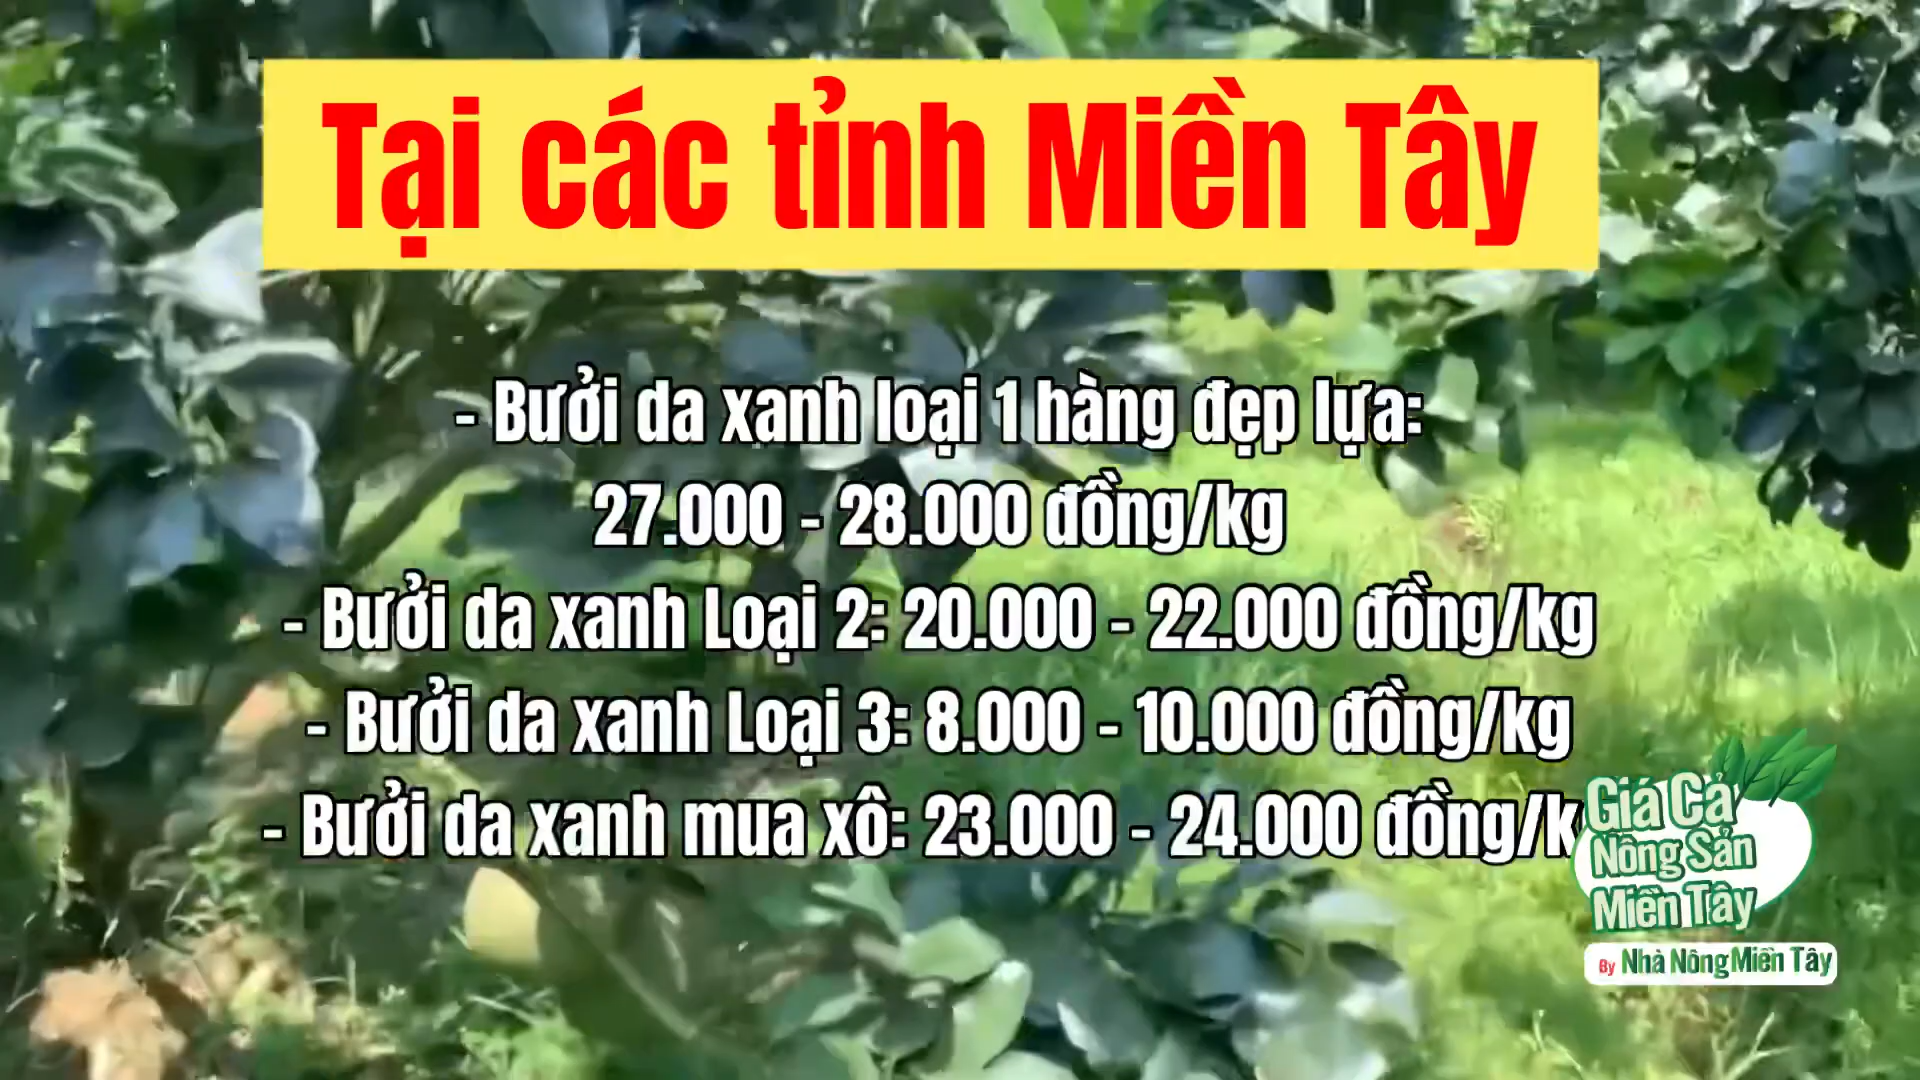 Tại các tỉnh Miền Tây
- Bưởi da xanh loại 1 hàng đẹp lựa:
27.000 - 28.000 đồng/kg
- Bưởi da xanh Loại 2: 20.000 - 22.000 đồng/kg
- Bưởi da xanh Loại 3: 8.000 - 10.000 đồng/kg
- Bưởi da xanh mua xô: 23.000 - 24.000 đồng/k
Giá Cả
Nông Sản
Miền Tây
By Nhà Nông Miền Tây